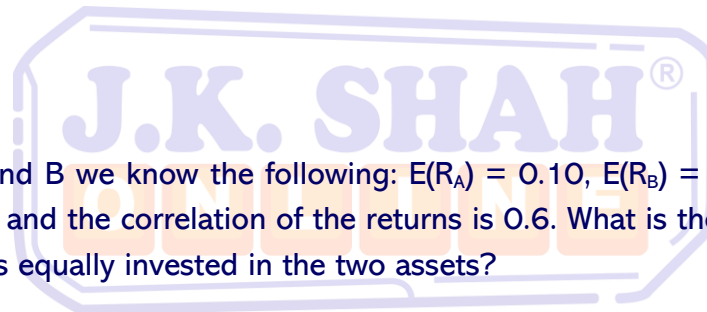 J.K. SHAH®
ONLINE
nd B we know the following: E(RA) = 0.10, E(RB) =
and the correlation of the returns is 0.6. What is the
s equally invested in the two assets?